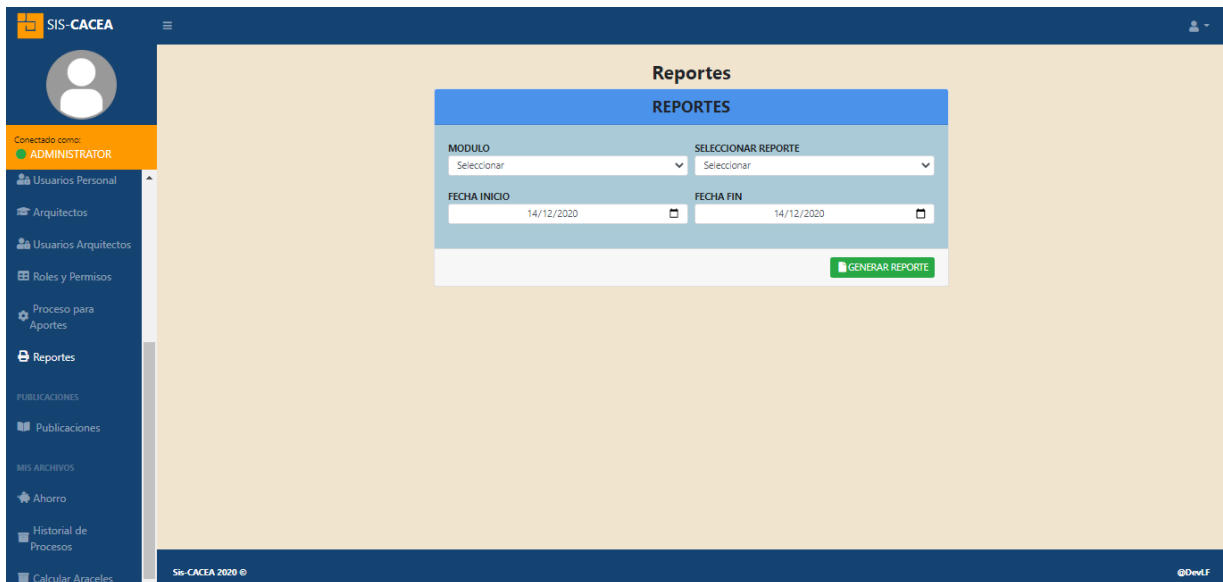 SIS-CACEA
Conectado como:
ADMINISTRATOR
Usuarios Personal
Arquitectos
Usuarios Arquitectos
Roles y Permisos
Proceso para
Aportes
Reportes
PUBLICACIONES
Publicaciones
MIS ARCHIVOS
Ahorro
Historial de
Procesos
Calcular Araceles
Reportes
REPORTES
MODULO
Seleccionar
SELECCIONAR REPORTE
Seleccionar
FECHA INICIO
14/12/2020
FECHA FIN
14/12/2020
GENERAR REPORTE
Sis-CACEA 2020 ©
@DevLF